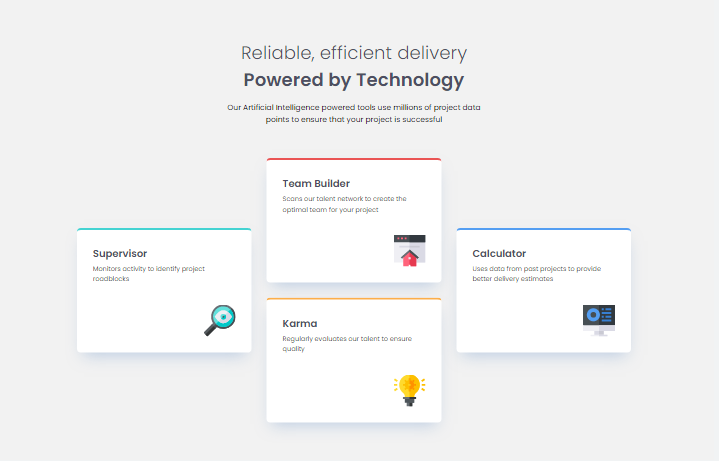 Reliable, efficient delivery
Powered by Technology
Our Artificial Intelligence powered tools use millions of project data
points to ensure that your project is successful
Supervisor
Monitors activity to identify project
roadblocks
Team Builder
Scans our talent network to create the
optimal team for your project
Karma
Regularly evaluates our talent to ensure
quality
Calculator
Uses data from past projects to provide
better delivery estimates